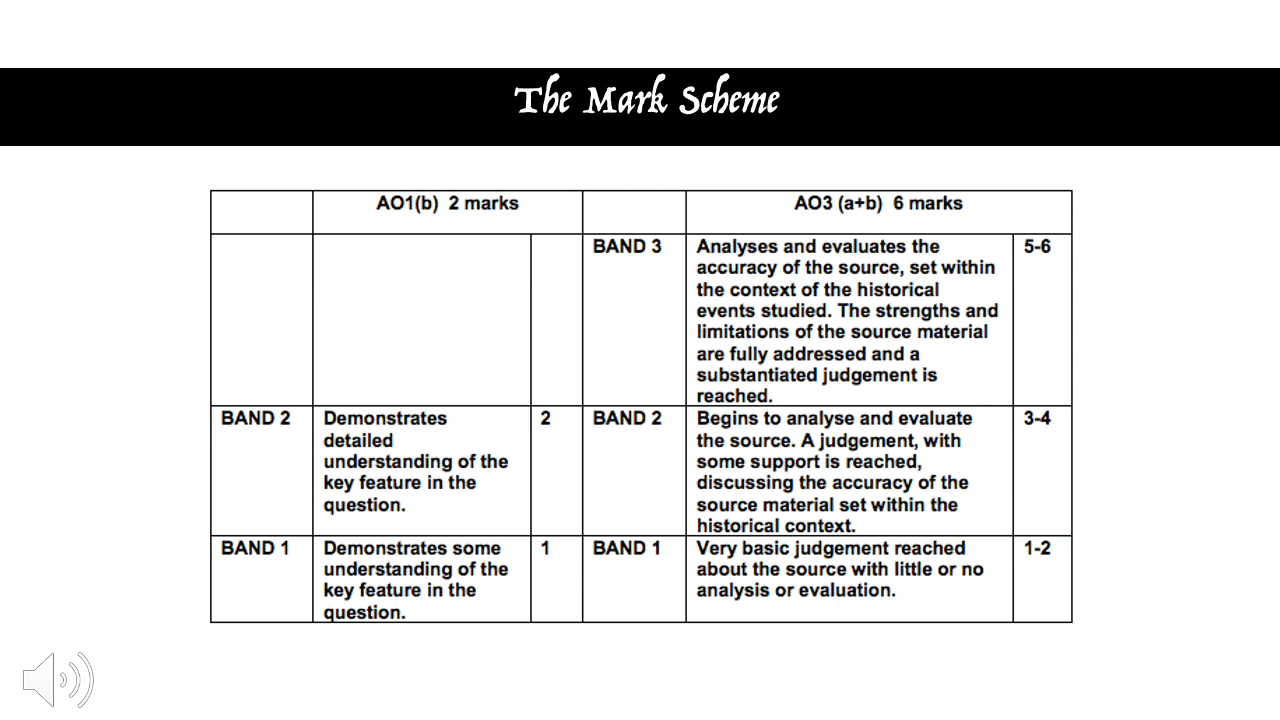 The Mark Scheme
AO1(b) 2 marks
AO3 (a+b) 6 marks
BAND 3
Analyses and evaluates the
accuracy of the source, set within
the context of the historical
events studied. The strengths and
limitations of the source material
are fully addressed and a
substantiated judgement is
reached.
5-6
BAND 2
Demonstrates
detailed
understanding of the
key feature in the
question.
2
BAND 2
Begins to analyse and evaluate
the source. A judgement, with
some support is reached,
discussing the accuracy of the
source material set within the
historical context.
3-4
BAND 1
Demonstrates some
understanding of the
key feature in the
question.
1
BAND 1
Very basic judgement reached
about the source with little or no
analysis or evaluation.
1-2